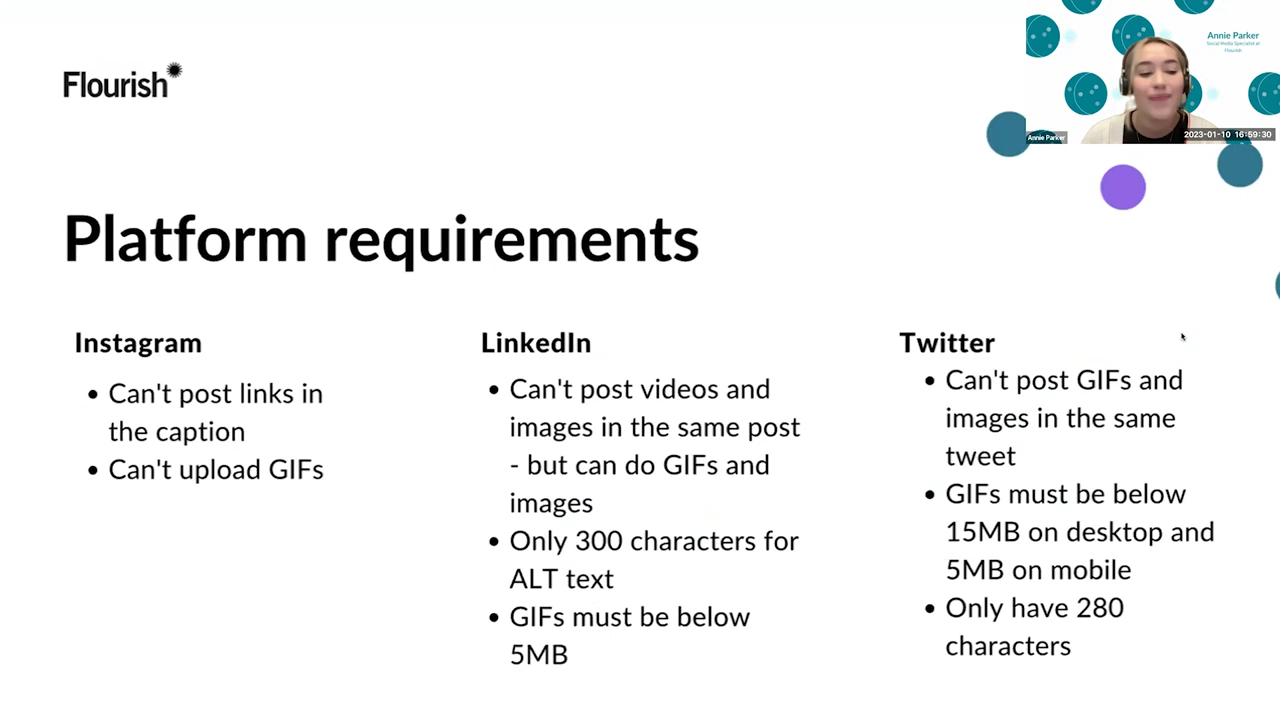 Flourish
Annie Parker
Social Media Specialist at
Flourish
Annie Parker
2023-01-10 16:59:30
Platform requirements
Instagram
• Can't post links in
the caption
• Can't upload GIFs
LinkedIn
• Can't post videos and
images in the same post
- but can do GIFs and
images
• Only 300 characters for
ALT text
• GIFs must be below
5MB
Twitter
• Can't post GIFs and
images in the same
tweet
• GIFs must be below
15MB on desktop and
5MB on mobile
• Only have 280
characters